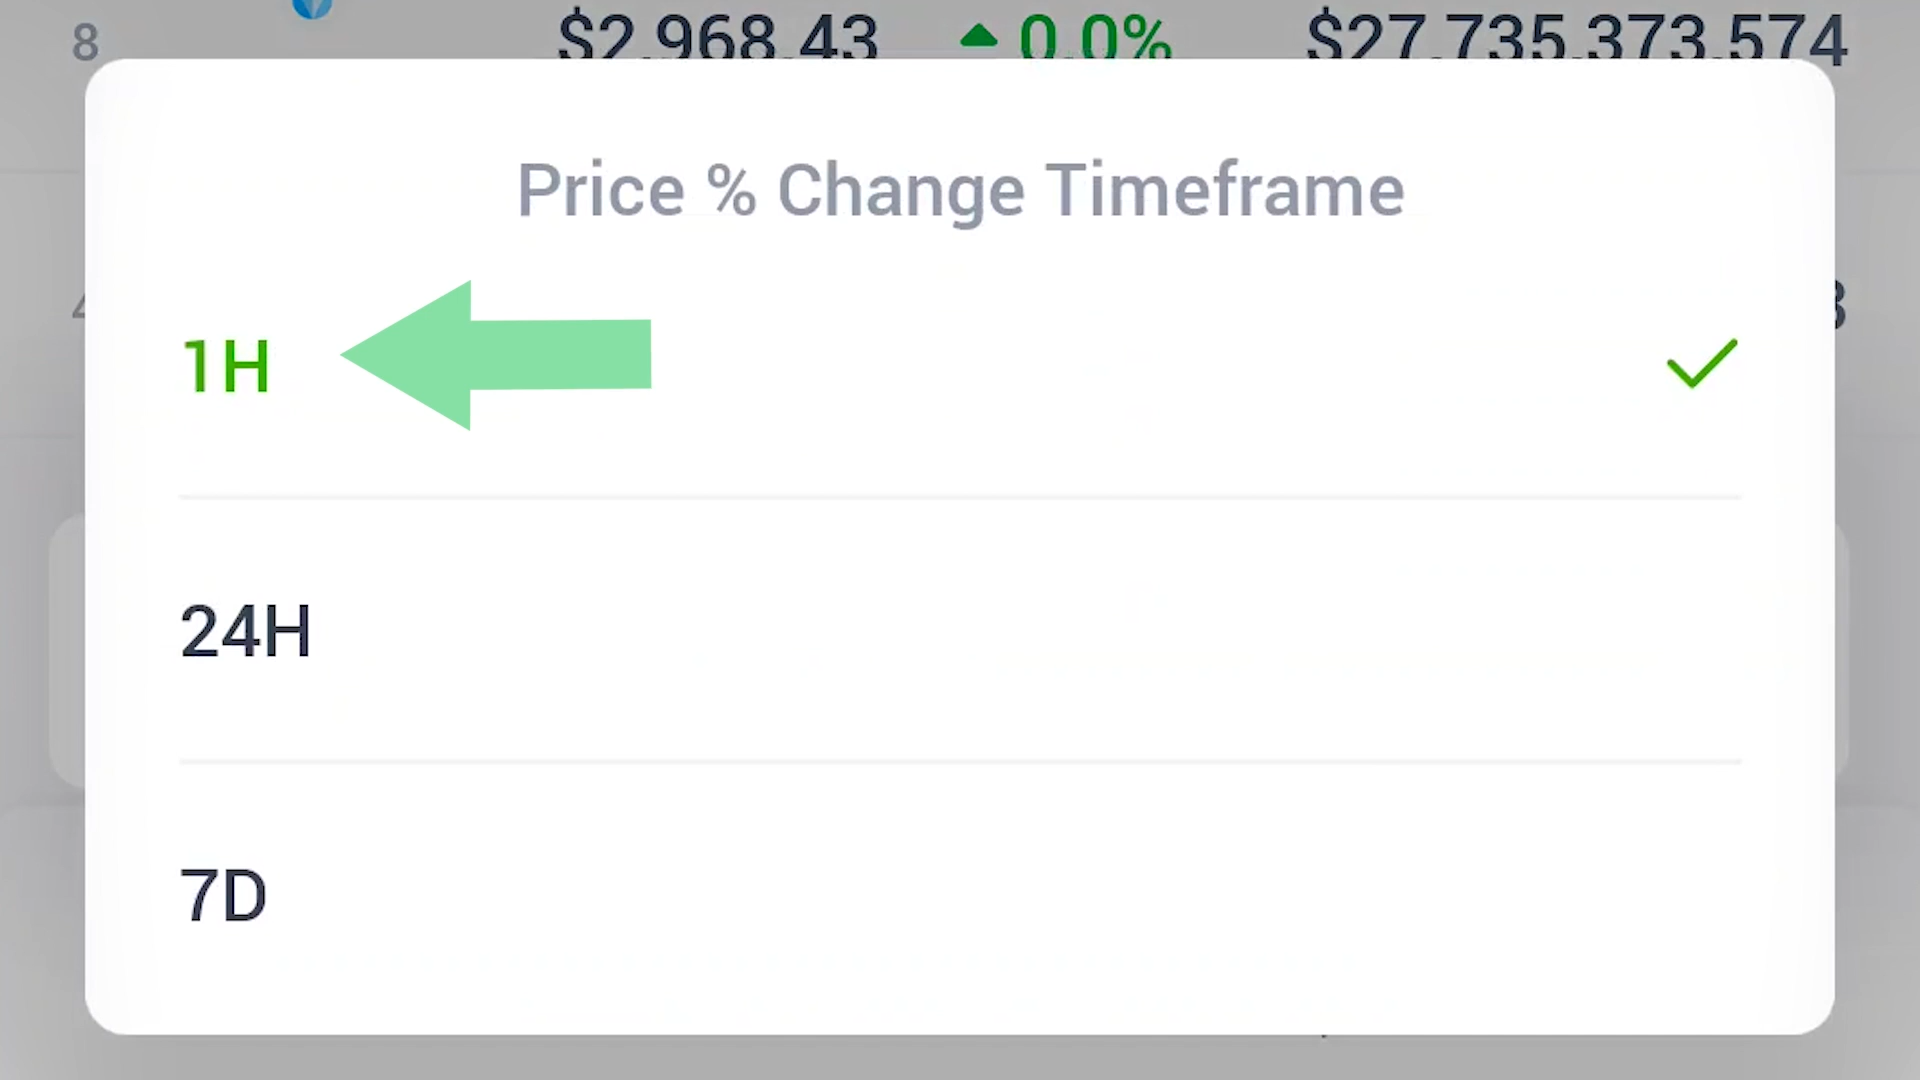 8 $2,968.43 0.0% $27,735,373,574
Price % Change Timeframe
1H
24H
7D